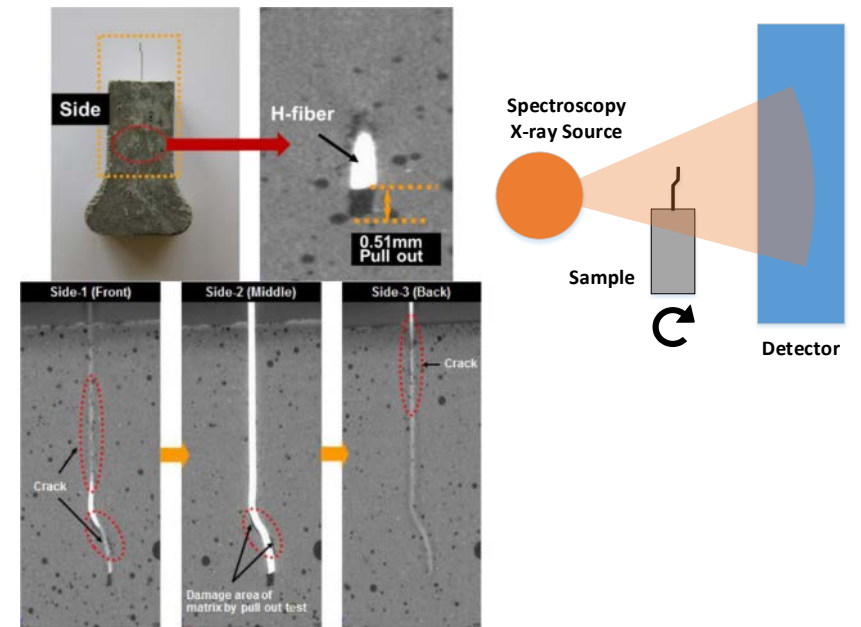 Side
H-fiber
0.51mm
Pull out
Spectroscopy
X-ray Source
Sample
Detector
Side-1 (Front)
Side-2 (Middle)
Side-3 (Back)
Crack
Crack
Damage area of
matrix by pull out test